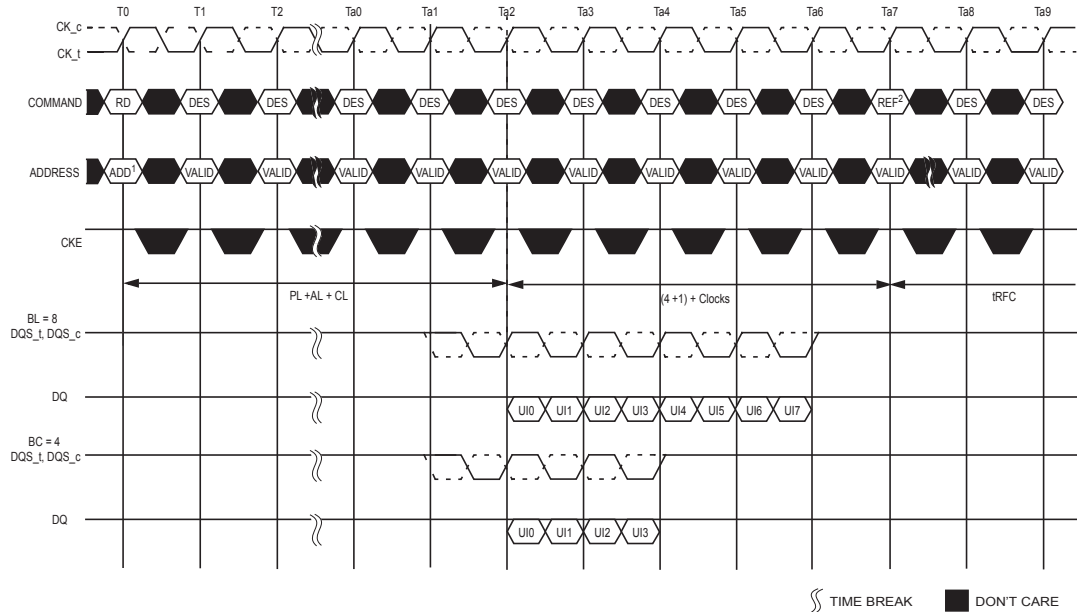 T0 T1 T2 Ta0 Ta1 Ta2 Ta3 Ta4 Ta5 Ta6 Ta7 Ta8 Ta9
CK_c
CK_t
COMMAND RD DES DES DES DES DES DES DES DES DES REF2 DES DES
ADDRESS ADD1 VALID VALID VALID VALID VALID VALID VALID VALID VALID VALID VALID VALID
CKE
PL +AL + CL (4 +1) + Clocks tRFC
BL = 8
DQS_t, DQS_c
DQ UI0 UI1 UI2 UI3 UI4 UI5 UI6 UI7
BC = 4
DQS_t, DQS_c
DQ UI0 UI1 UI2 UI3
TIME BREAK DON'T CARE